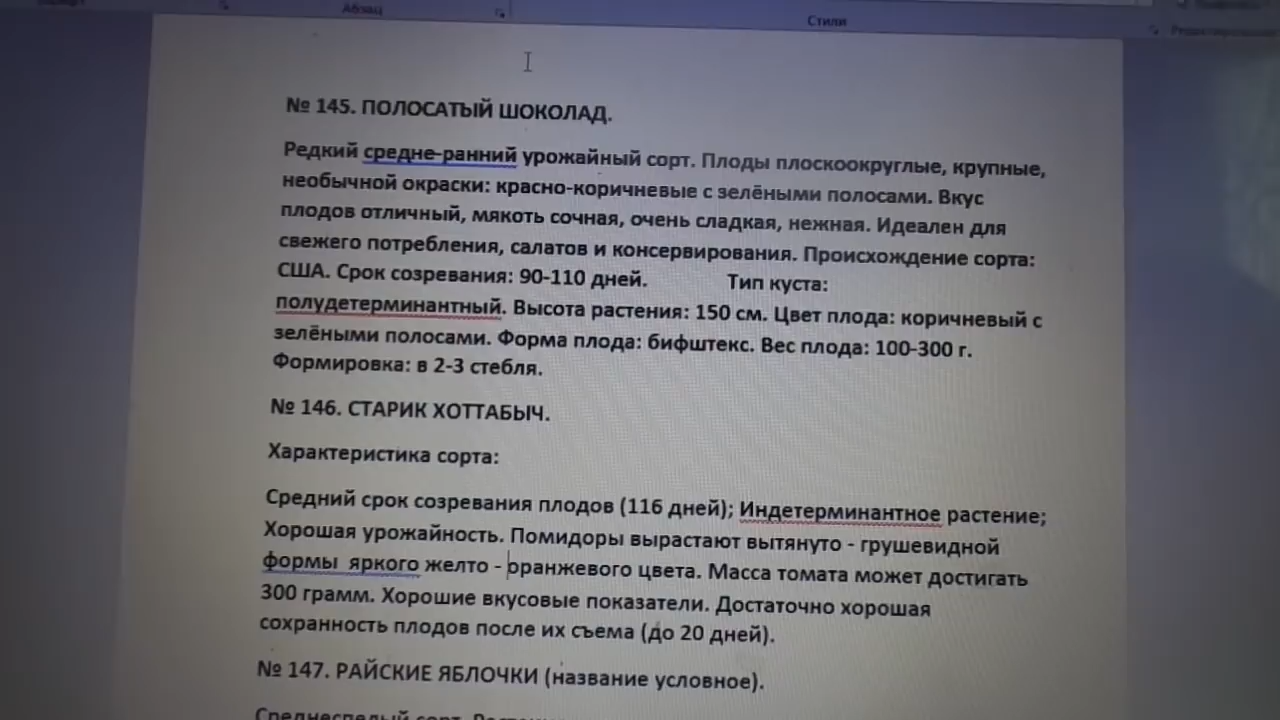 Абзац
Стили
№ 145. ПОЛОСАТЫЙ ШОКОЛАД.
Редкий средне-ранний урожайный сорт. Плоды плоскоокруглые, крупные,
необычной окраски: красно-коричневые с зелёными полосами. Вкус
плодов отличный, мякоть сочная, очень сладкая, нежная. Идеален для
свежего потребления, салатов и консервирования. Происхождение сорта:
США. Срок созревания: 90-110 дней. Тип куста:
полудетерминантный. Высота растения: 150 см. Цвет плода: коричневый с
зелёными полосами. Форма плода: бифштекс. Вес плода: 100-300 г.
Формировка: в 2-3 стебля.
№ 146. СТАРИК ХОТТАБЫЧ.
Характеристика сорта:
Средний срок созревания плодов (116 дней); Индетерминантное растение;
Хорошая урожайность. Помидоры вырастают вытянуто - грушевидной
формы яркого желто - оранжевого цвета. Масса томата может достигать
300 грамм. Хорошие вкусовые показатели. Достаточно хорошая
сохранность плодов после их съема (до 20 дней).
№ 147. РАЙСКИЕ ЯБЛОЧКИ (название условное).
Среднеспелый сорт.